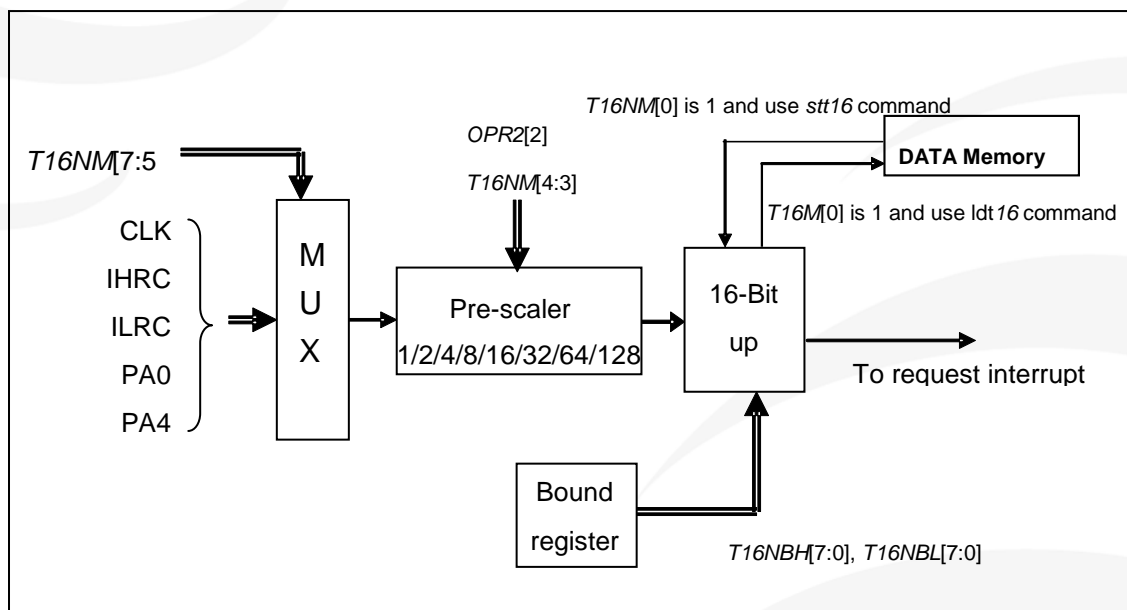 T16NM[0] is 1 and use stt16 command
OPR2[2]
T16NM[7:5
T16NM[4:3]
DATA Memory
T16M[0] is 1 and use ldt16 command
CLK
IHRC
ILRC
PA0
PA4
M
U
X
Pre-scaler
1/2/4/8/16/32/64/128
16-Bit
up
To request interrupt
Bound
register
T16NBH[7:0], T16NBL[7:0]